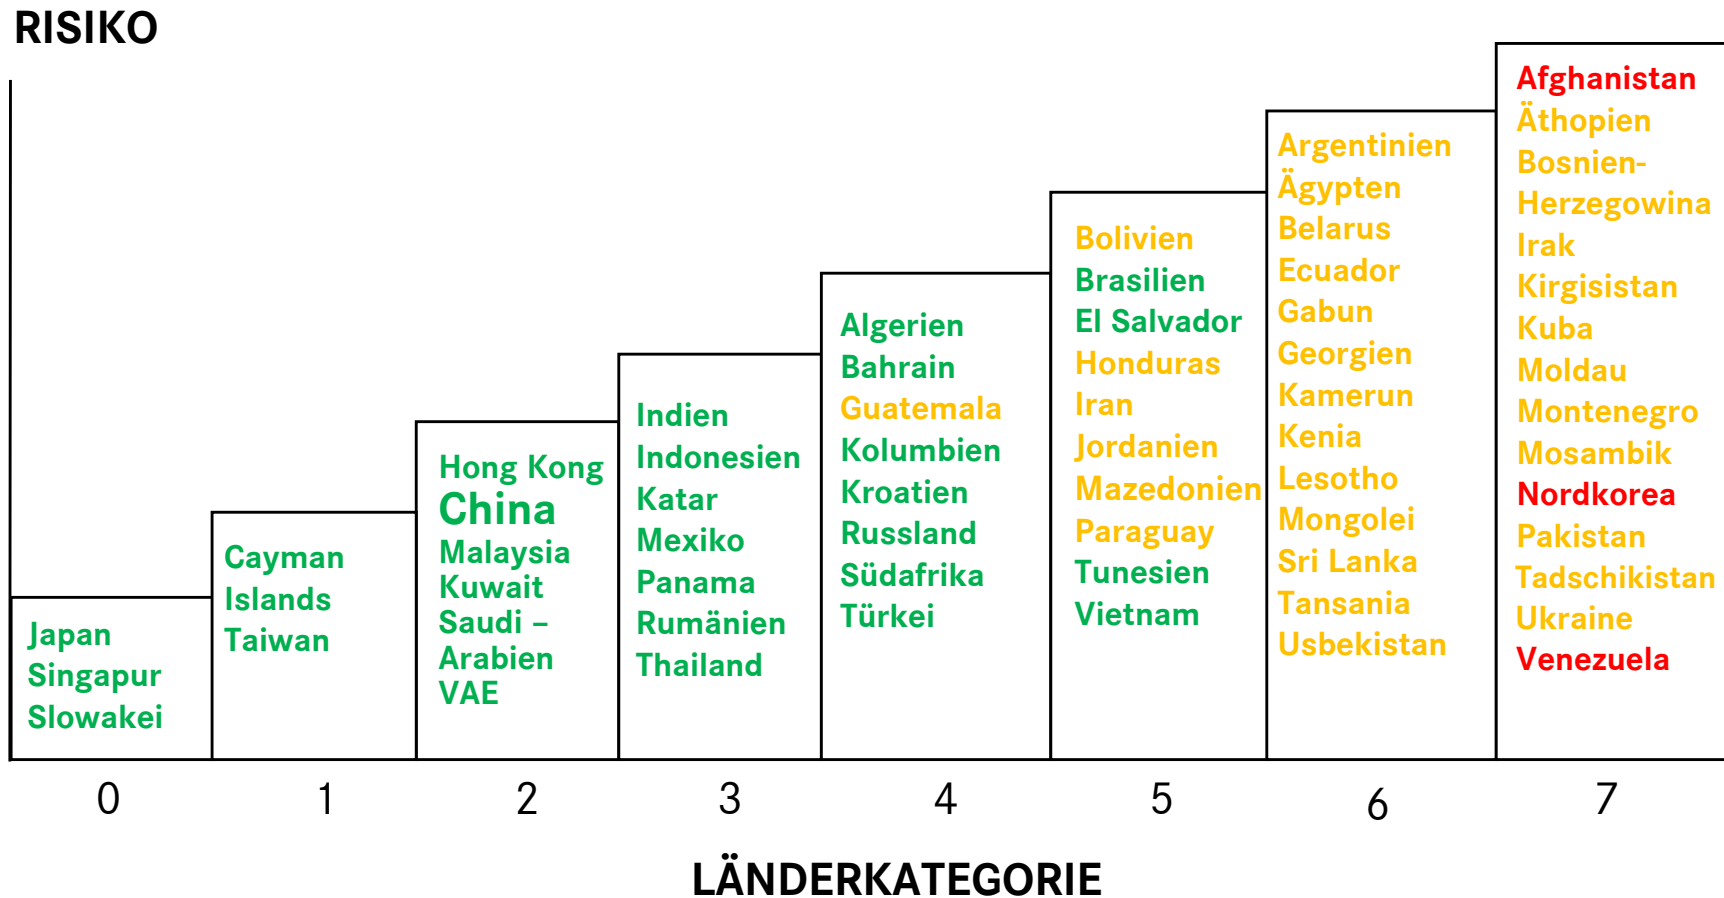 RISIKO
Japan
Singapur
Slowakei
Cayman
Islands
Taiwan
Hong Kong
China
Malaysia
Kuwait
Saudi –
Arabien
VAE
Indien
Indonesien
Katar
Mexiko
Panama
Rumänien
Thailand
Algerien
Bahrain
Guatemala
Kolumbien
Kroatien
Russland
Südafrika
Türkei
Bolivien
Brasilien
El Salvador
Honduras
Iran
Jordanien
Mazedonien
Paraguay
Tunesien
Vietnam
Argentinien
Ägypten
Belarus
Ecuador
Gabun
Georgien
Kamerun
Kenia
Lesotho
Mongolei
Sri Lanka
Tansania
Usbekistan
Afghanistan
Äthopien
Bosnien-
Herzegowina
Irak
Kirgisistan
Kuba
Moldau
Montenegro
Mosambik
Nordkorea
Pakistan
Tadschikistan
Ukraine
Venezuela
0 1 2 3 4 5 6 7
LÄNDERKATEGORIE